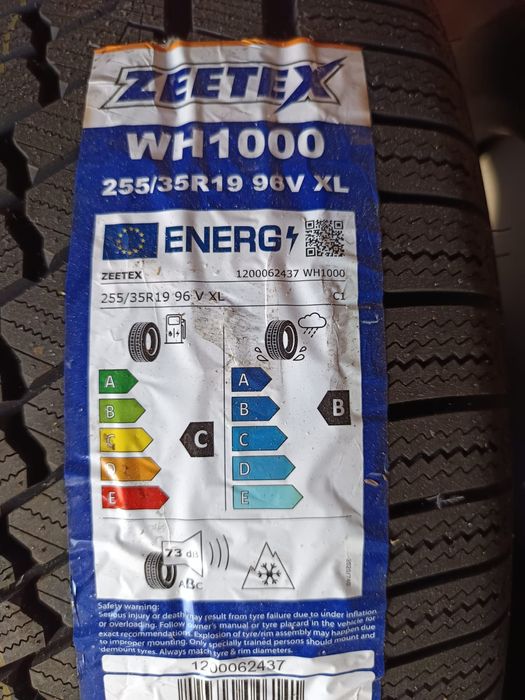 ZEETEX
WH1000
255/35R19 96V XL
ENERG
ZEETEX 1200062437 WH1000
255/35R19 96 V XL C1
A A
B B B
C C C
D D
E E
73 dB
ABC
Safety warning:
Serious injury or death may result from tyre failure due to under inflation
or overloading. Follow owner's manual or tyre placard in the vehicle for
exact recommendations. Explosion of tyre/rim assembly may happen due
to improper mounting. Only specially trained persons should mount and
demount tyres. Always match tyre & rim diameters.
1200062437